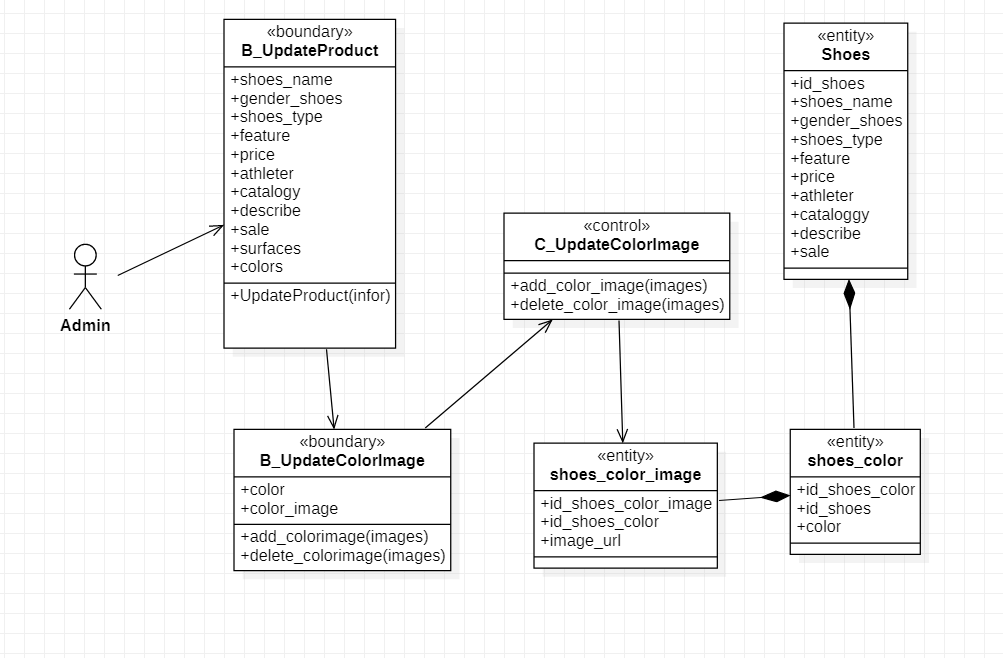 «boundary»
B_UpdateProduct
+shoes_name
+gender_shoes
+shoes_type
+feature
+price
+athleter
+catalogy
+describe
+sale
+surfaces
+colors
+UpdateProduct(infor)
Admin
«boundary»
B_UpdateColorImage
+color
+color_image
+add_colorimage(images)
+delete_colorimage(images)
«control»
C_UpdateColorImage
+add_color_image(images)
+delete_color_image(images)
«entity»
shoes_color_image
+id_shoes_color_image
+id_shoes_color
+image_url
«entity»
Shoes
+id_shoes
+shoes_name
+gender_shoes
+shoes_type
+feature
+price
+athleter
+cataloggy
+describe
+sale
«entity»
shoes_color
+id_shoes_color
+id_shoes
+color